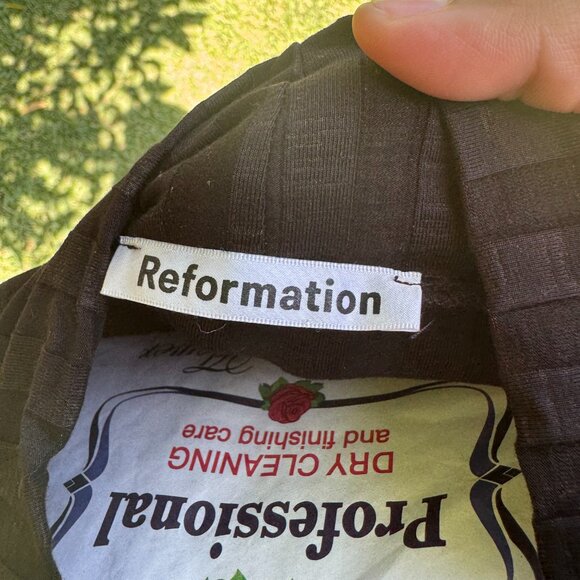 Reformation
Professional
DRY CLEANING
and finishing care